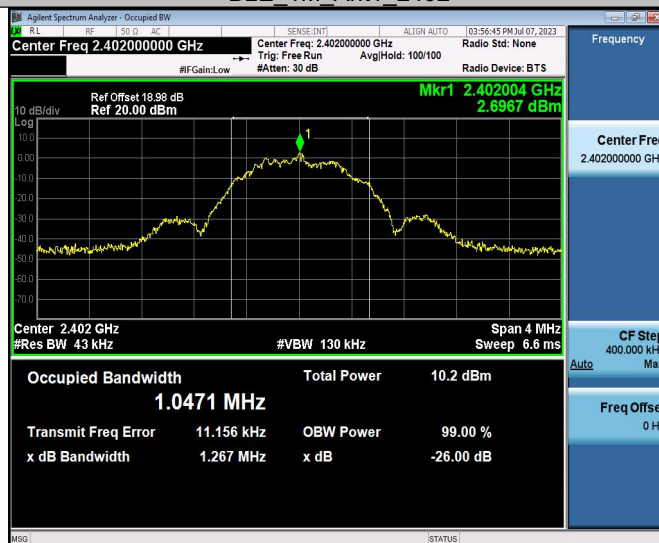 Agilent Spectrum Analyzer - Occupied BW
RL RF 50 Ω AC SENSE:INT ALIGN AUTO 03:56:45 PM Jul 07, 2023
Center Freq 2.402000000 GHz
Center Freq: 2.402000000 GHz
Radio Std: None
Trig: Free Run Avg|Hold: 100/100
#IFGain:Low #Atten: 30 dB Radio Device: BTS
Frequency
Ref Offset 18.98 dB
10 dB/div Ref 20.00 dBm
Mkr1 2.402004 GHz
2.6967 dBm
Log
10.0
0.00
-10.0
-20.0
-30.0
-40.0
-50.0
-60.0
-70.0
1
Center 2.402 GHz Span 4 MHz
#Res BW 43 kHz #VBW 130 kHz Sweep 6.6 ms
Occupied Bandwidth Total Power 10.2 dBm
1.0471 MHz
Transmit Freq Error 11.156 kHz OBW Power 99.00 %
x dB Bandwidth 1.267 MHz x dB -26.00 dB
Center Fre
2.402000000 GH
CF Step
400.000 kH
Auto Ma
Freq Offse
0 H
MSG STATUS